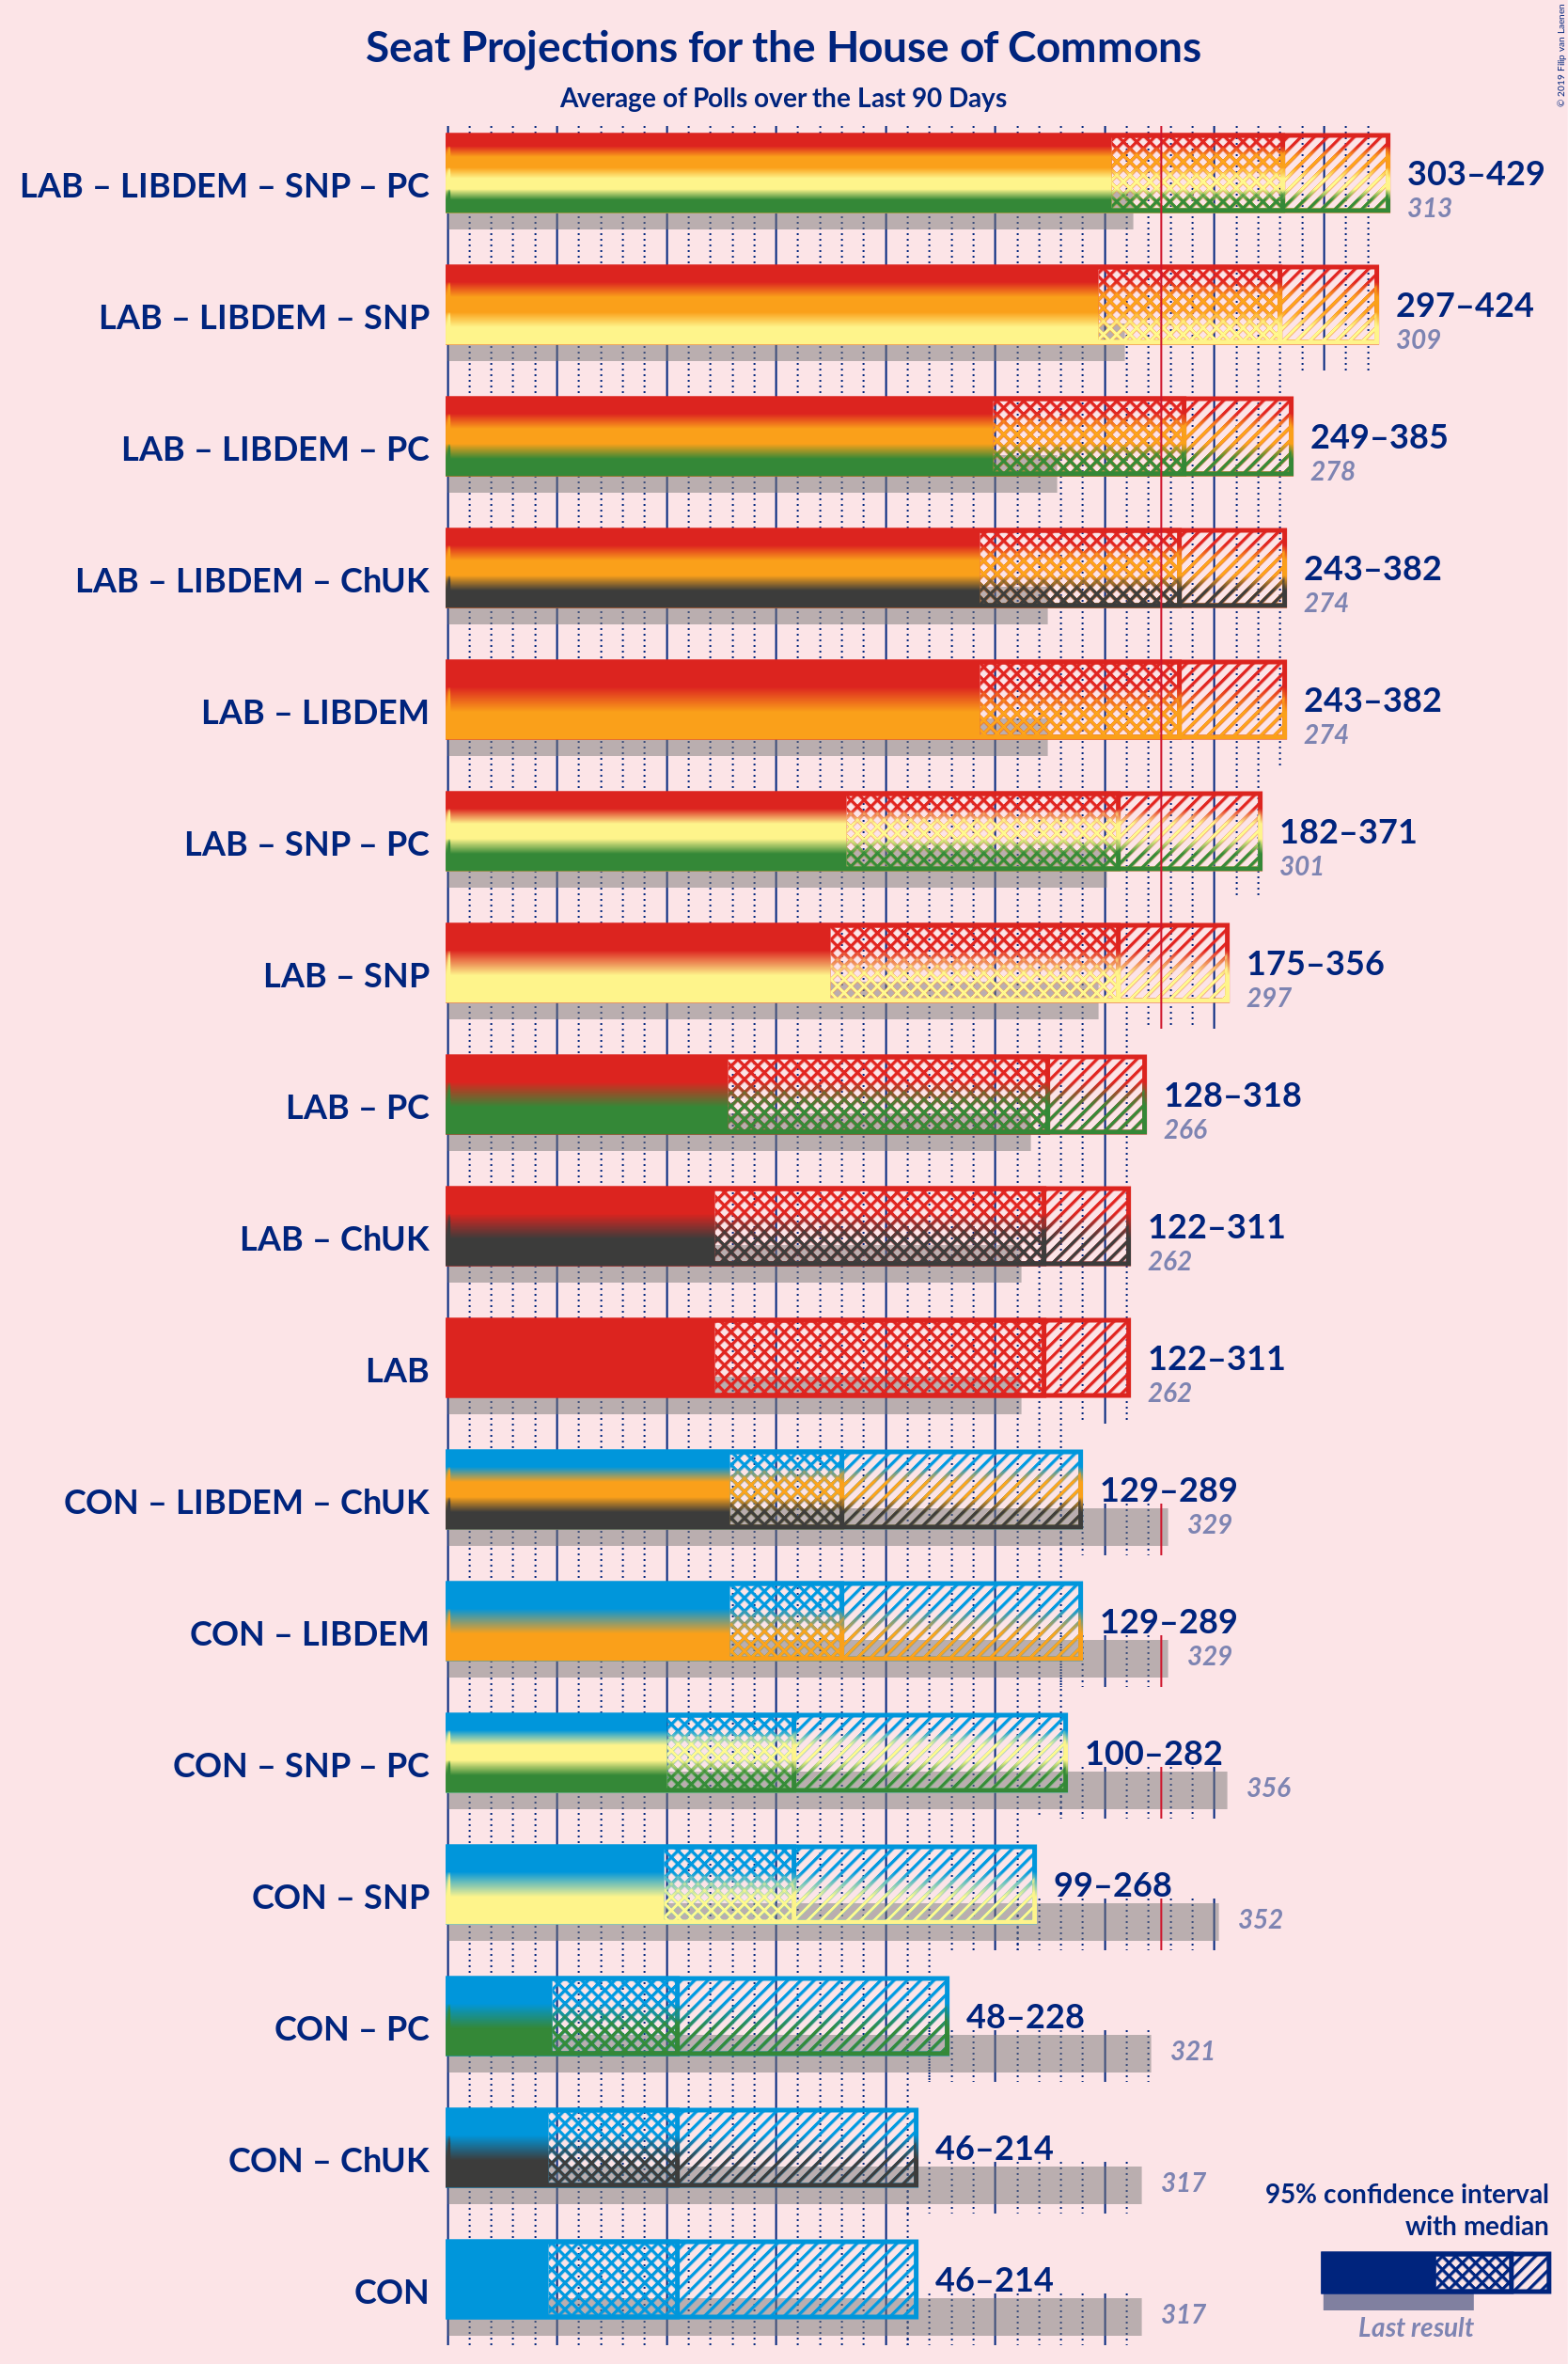 © 2019 Filip van Laenen
Seat Projections for the House of Commons
Average of Polls over the Last 90 Days
LAB – LIBDEM – SNP – PC
303–429
313
LAB – LIBDEM – SNP
297–424
309
LAB – LIBDEM – PC
249–385
278
LAB – LIBDEM – ChUK
243–382
274
LAB – LIBDEM
243–382
274
LAB – SNP – PC
182–371
301
LAB – SNP
175–356
297
LAB – PC
128–318
266
LAB – ChUK
122–311
262
LAB
122–311
262
CON – LIBDEM – ChUK
129–289
329
CON – LIBDEM
129–289
329
CON – SNP – PC
100–282
356
CON – SNP
99–268
352
CON – PC
48–228
321
CON – ChUK
46–214
317
CON
46–214
317
95% confidence interval
with median
Last result